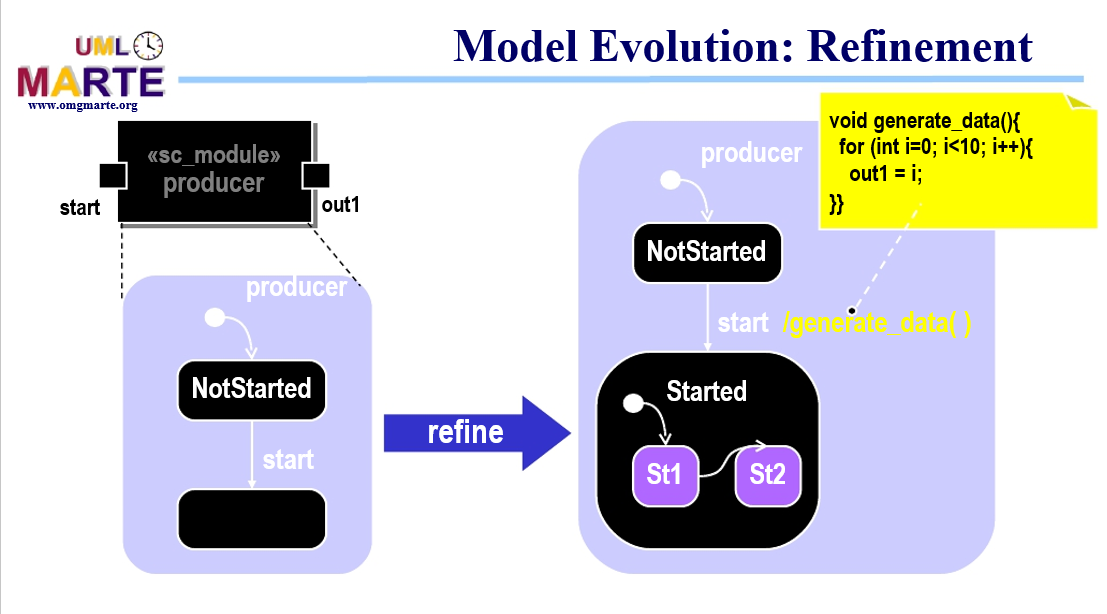 UML
MARTE
www.omgmarte.org
Model Evolution: Refinement
«sc_module»
producer
start
out1
producer
NotStarted
start
refine
void generate_data(){
for (int i=0; i<10; i++){
out1 = i;
}}
producer
NotStarted
start /generate_data( )
Started
St1
St2